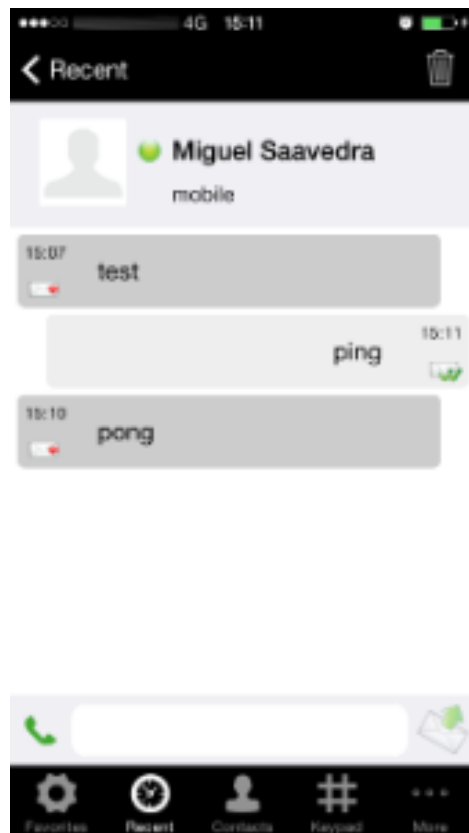 4G 15:11
Recent
Miguel Saavedra
mobile
15:07
test
15:11
ping
15:10
pong
Favorites Recent Contacts Keypad More